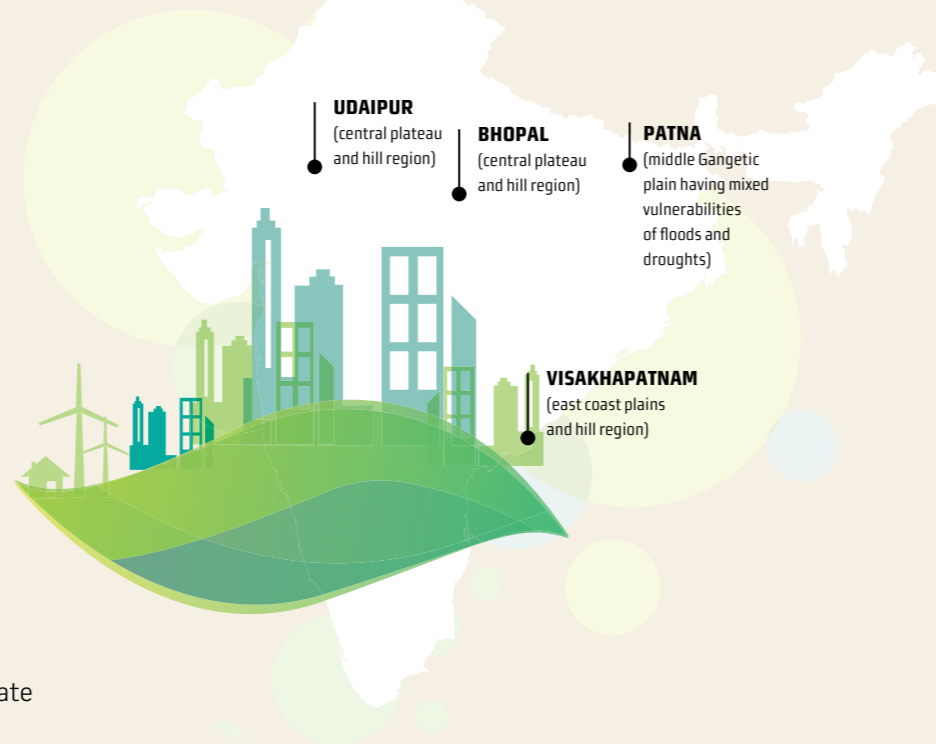 UDAIPUR
(central plateau
and hill region)
BHOPAL
(central plateau
and hill region)
PATNA
(middle Gangetic
plain having mixed
vulnerabilities
of floods and
droughts)
VISAKHAPATNAM
(east coast plains
and hill region)
ate